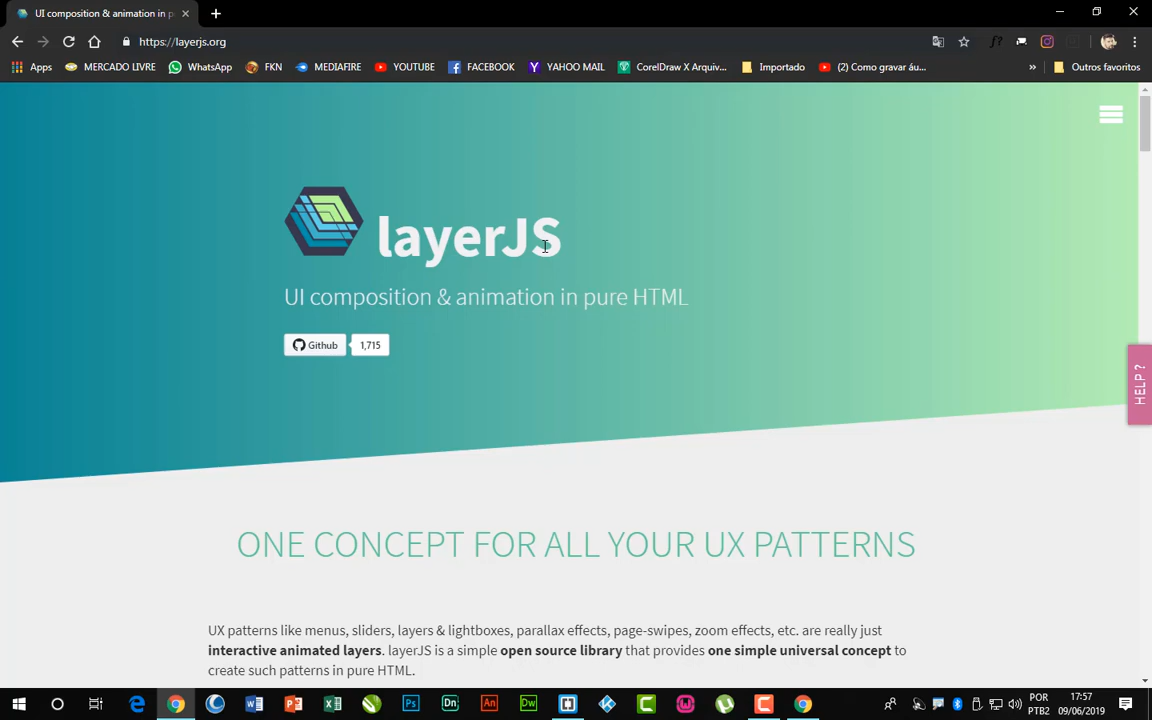 UI composition & animation in p
https://layerjs.org
f?
Apps
MERCADO LIVRE
WhatsApp
FKN
MEDIAFIRE
YOUTUBE
FACEBOOK
YAHOO MAIL
CorelDraw X Arquiv...
Importado
(2) Como gravar áu...
»
Outros favoritos
layerJS
UI composition & animation in pure HTML
Github
1,715
HELP ?
ONE CONCEPT FOR ALL YOUR UX PATTERNS
UX patterns like menus, sliders, layers & lightboxes, parallax effects, page-swipes, zoom effects, etc. are really just
interactive animated layers. layerJS is a simple open source library that provides one simple universal concept to
create such patterns in pure HTML.
Ps
Dn
An
Dw
POR
PTB2
17:57
09/06/2019